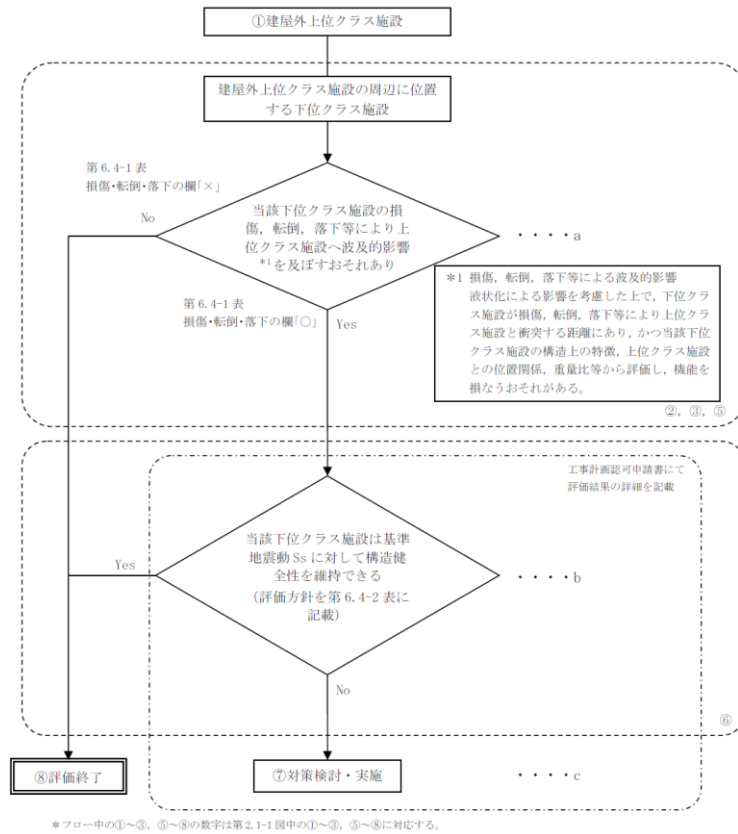 ①建屋外上位クラス施設
建屋外上位クラス施設の周辺に位置
する下位クラス施設
第 6.4-1 表
損傷・転倒・落下の欄「×」
No
当該下位クラス施設の損
傷，転倒，落下等により上
位クラス施設へ波及的影響
*1を及ぼすおそれあり
・・・・a
第 6.4-1 表
損傷・転倒・落下の欄「○」
Yes
*1 損傷，転倒，落下等による波及的影響
液状化による影響を考慮した上で，下位クラ
ス施設が損傷，転倒，落下等により上位クラ
ス施設と衝突する距離にあり，かつ当該下位
クラス施設の構造上の特徴，上位クラス施設
との位置関係，重量比等から評価し，機能を
損なうおそれがある。
②，③，⑤
工事計画認可申請書にて
評価結果の詳細を記載
Yes
当該下位クラス施設は基準
地震動 Ss に対して構造健
全性を維持できる
（評価方針を第 6.4-2 表に
記載）
・・・・b
No
⑥
⑧評価終了
⑦対策検討・実施
・・・・c
＊フロー中の①～③，⑤～⑧の数字は第 2.1-1 図中の①～③，⑤～⑧に対応する。